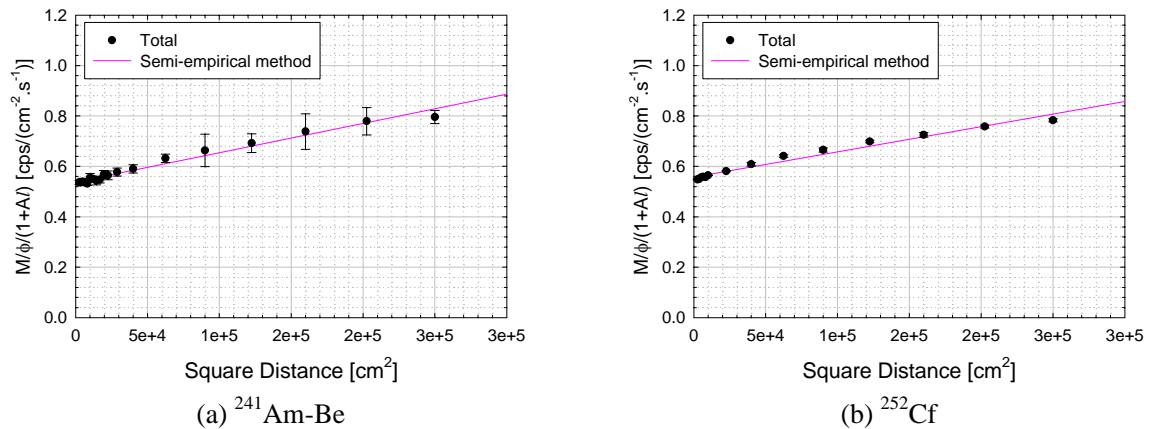 1.2
1.0
0.8
0.6
0.4
0.2
0.0
M/ϕ/(1+Al) [cps/(cm⁻².s⁻¹)]
Total
Semi-empirical method
0 5e+4 1e+5 2e+5 2e+5 3e+5 3e+5
Square Distance [cm²]
(a) ²⁴¹Am-Be
1.2
1.0
0.8
0.6
0.4
0.2
0.0
M/ϕ/(1+Al) [cps/(cm⁻².s⁻¹)]
Total
Semi-empirical method
0 5e+4 1e+5 2e+5 2e+5 3e+5 3e+5
Square Distance [cm²]
(b) ²⁵²Cf